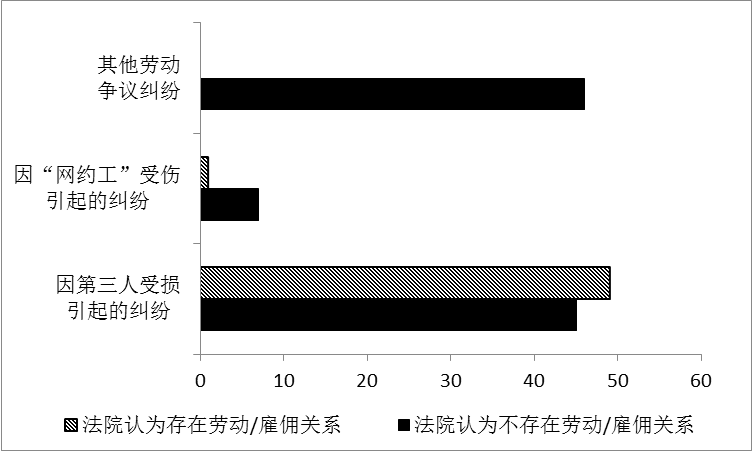 其他劳动
争议纠纷
因“网约工”受伤
引起的纠纷
因第三人受损
引起的纠纷
0 10 20 30 40 50 60
法院认为存在劳动/雇佣关系 法院认为不存在劳动/雇佣关系